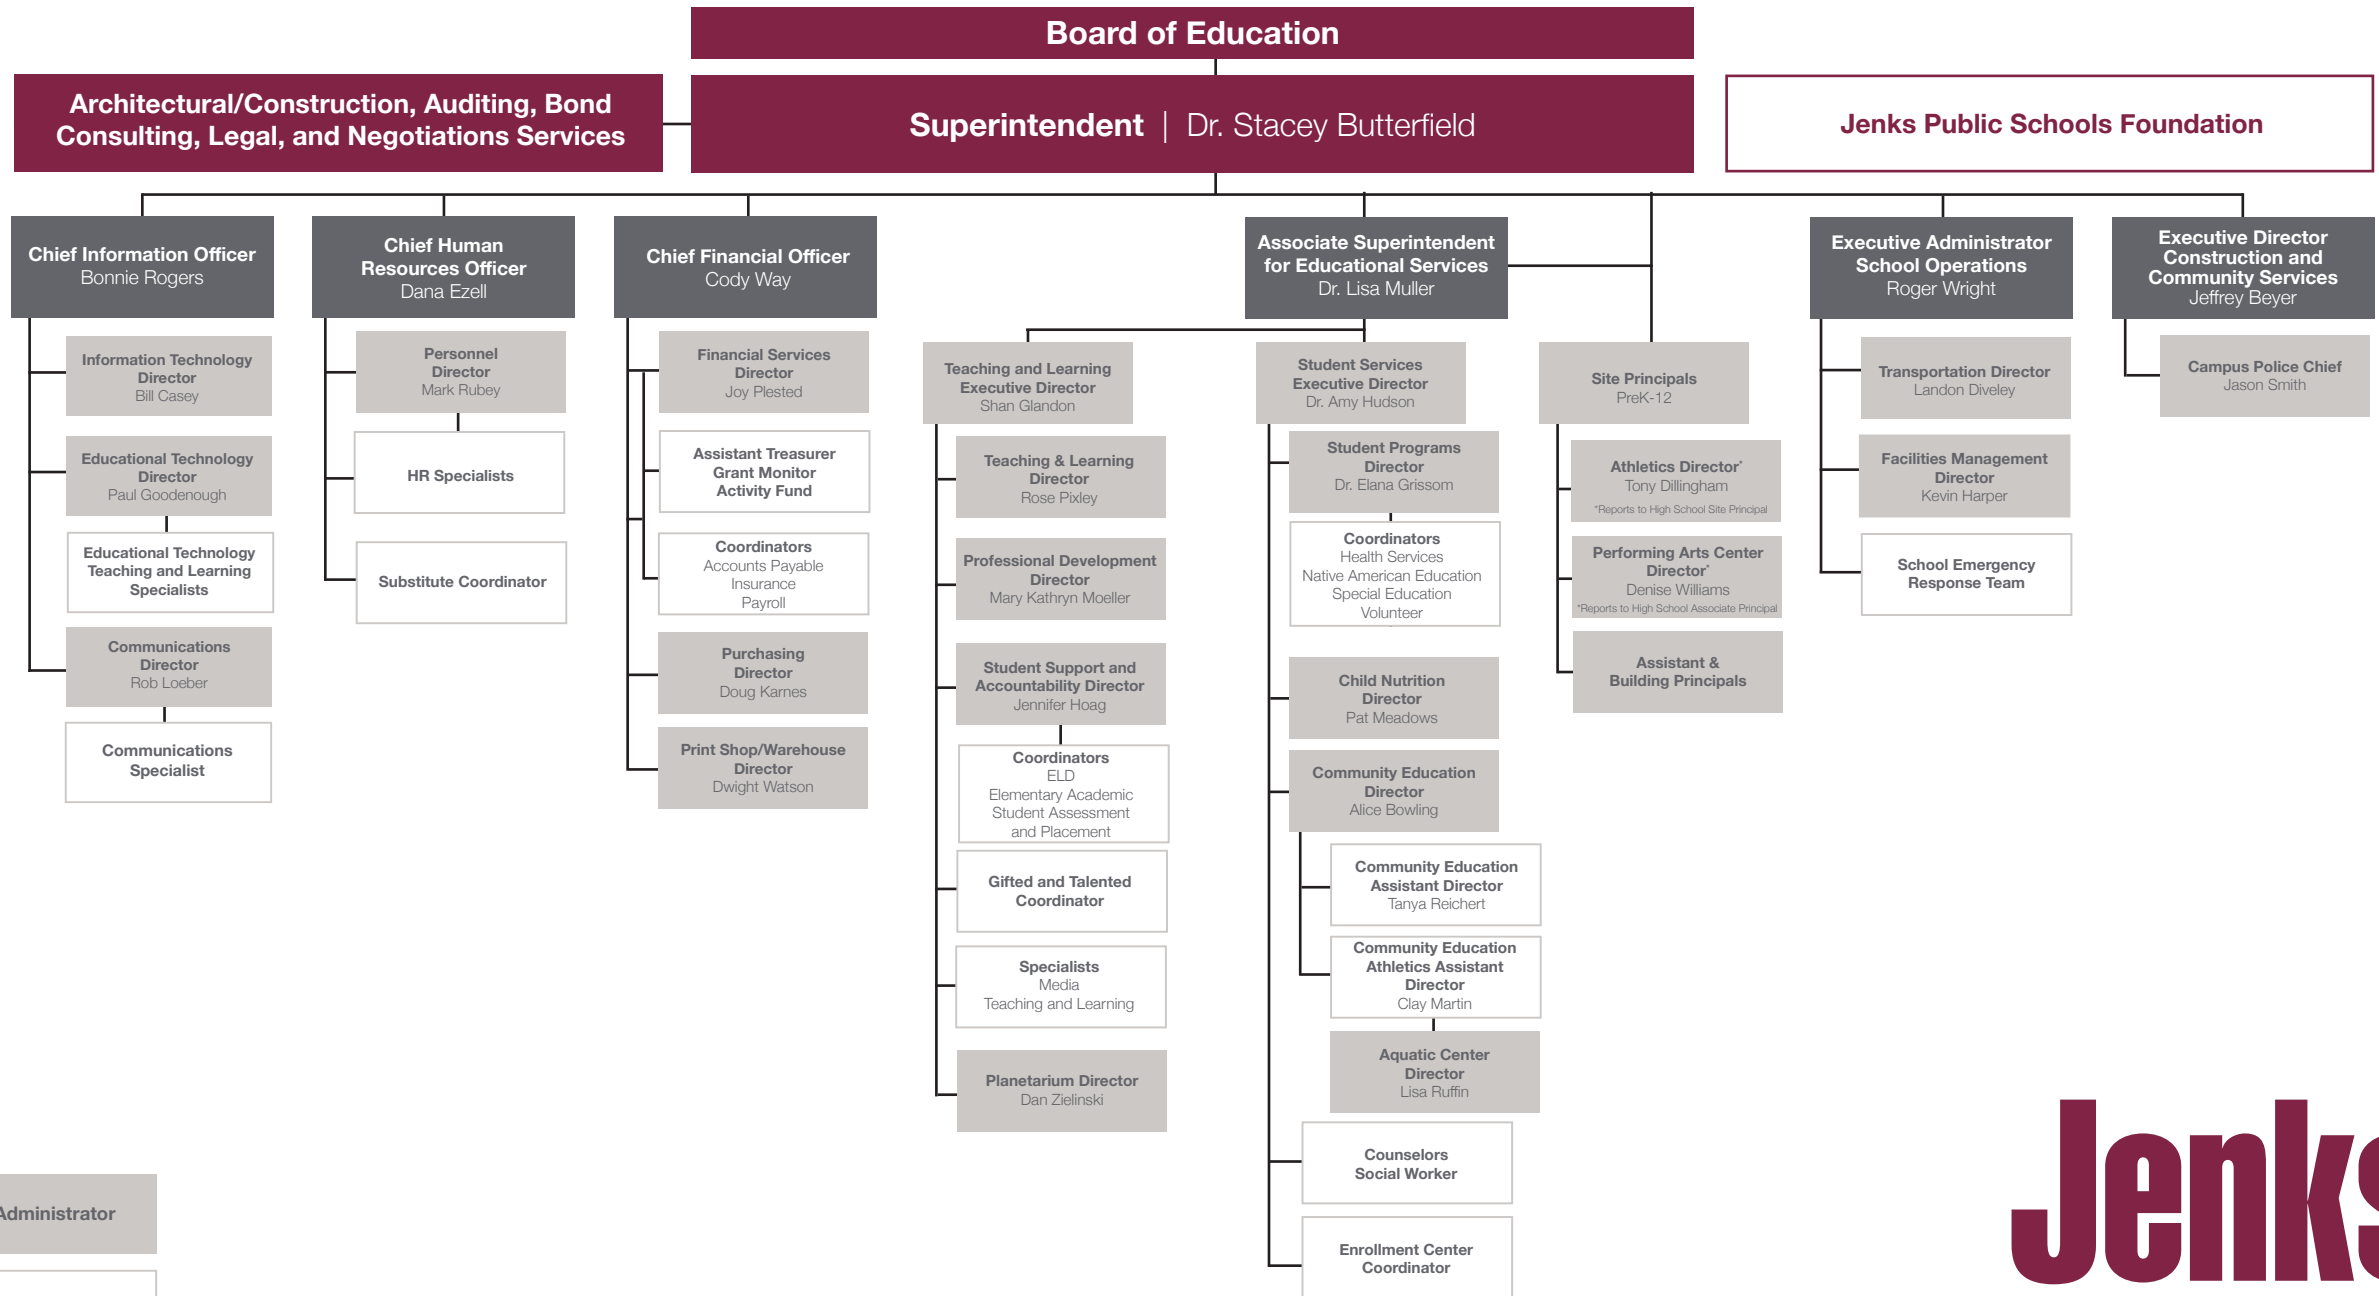 Board of Education
Architectural/Construction, Auditing, Bond
Consulting, Legal, and Negotiations Services
Superintendent | Dr. Stacey Butterfield
Jenks Public Schools Foundation
Chief Information Officer
Bonnie Rogers
Chief Human
Resources Officer
Dana Ezell
Chief Financial Officer
Cody Way
Associate Superintendent
for Educational Services
Dr. Lisa Muller
Executive Administrator
School Operations
Roger Wright
Executive Director
Construction and
Community Services
Jeffrey Beyer
Information Technology
Director
Bill Casey
Educational Technology
Director
Paul Goodenough
Educational Technology
Teaching and Learning
Specialists
Communications
Director
Rob Loeber
Communications
Specialist
Personnel
Director
Mark Rubey
HR Specialists
Substitute Coordinator
Financial Services
Director
Joy Plested
Assistant Treasurer
Grant Monitor
Activity Fund
Coordinators
Accounts Payable
Insurance
Payroll
Purchasing
Director
Doug Karnes
Print Shop/Warehouse
Director
Dwight Watson
Teaching and Learning
Executive Director
Shan Glandon
Teaching & Learning
Director
Rose Pixley
Professional Development
Director
Mary Kathryn Moeller
Student Support and
Accountability Director
Jennifer Hoag
Coordinators
ELD
Elementary Academic
Student Assessment
and Placement
Gifted and Talented
Coordinator
Specialists
Media
Teaching and Learning
Planetarium Director
Dan Zielinski
Student Services
Executive Director
Dr. Amy Hudson
Student Programs
Director
Dr. Elana Grissom
Coordinators
Health Services
Native American Education
Special Education
Volunteer
Child Nutrition
Director
Pat Meadows
Community Education
Director
Alice Bowling
Community Education
Assistant Director
Tanya Reichert
Community Education
Athletics Assistant
Director
Clay Martin
Aquatic Center
Director
Lisa Ruffin
Counselors
Social Worker
Enrollment Center
Coordinator
Site Principals
PreK-12
Athletics Director*
Tony Dillingham
*Reports to High School Site Principal
Performing Arts Center
Director*
Denise Williams
*Reports to High School Associate Principal
Assistant &
Building Principals
Transportation Director
Landon Diveley
Facilities Management
Director
Kevin Harper
School Emergency
Response Team
Campus Police Chief
Jason Smith
Administrator
Jenks